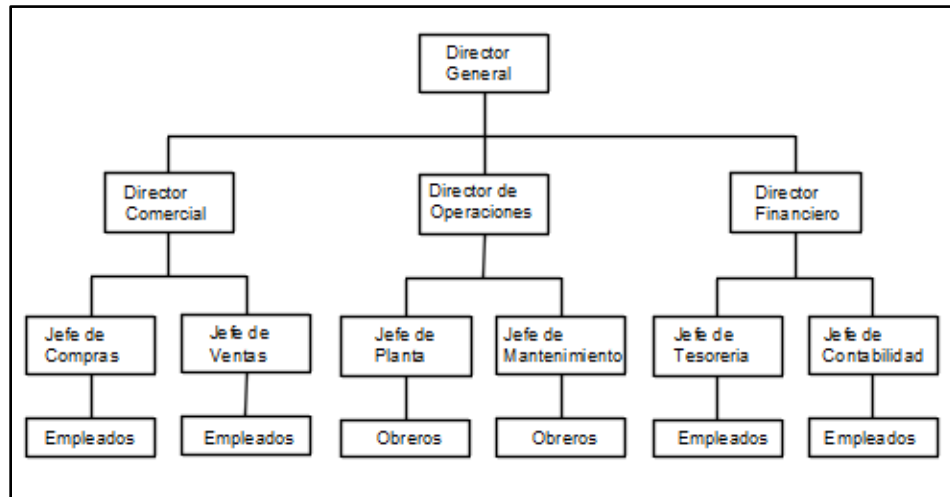 Director
General
Director
Comercial
Director de
Operaciones
Director
Financiero
Jefe de
Compras
Jefe de
Ventas
Jefe de
Planta
Jefe de
Mantenimiento
Jefe de
Tesoreria
Jefe de
Contabilidad
Empleados
Empleados
Obreros
Obreros
Empleados
Empleados